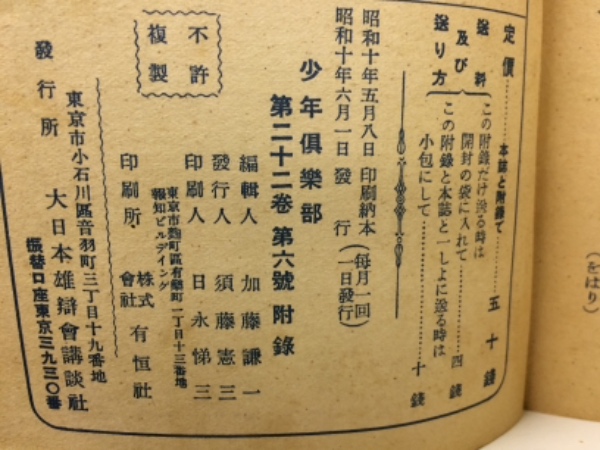 定價………本誌と附錄で………五十錢
送料及び送り方
この附錄だけ送る時は
開封の袋に入れて………四錢
この附錄と本誌と一しよに送る時は
小包にして………十錢
昭和十年五月八日 印刷納本
昭和十年六月一日 發行
(每月一回
一日發行)
少年俱樂部
第二十二卷 第六號 附錄
不許
複製
編輯人 加藤謙一
發行人 須藤憲三
印刷人 日永悌三
東京市麴町區有樂町一丁目十三番地
報知ビルデイング
印刷所 株式會社 有恒社
東京市小石川區音羽町三丁目十九番地
發行所 大日本雄辯會講談社
振替口座東京三九三〇番
(をはり)